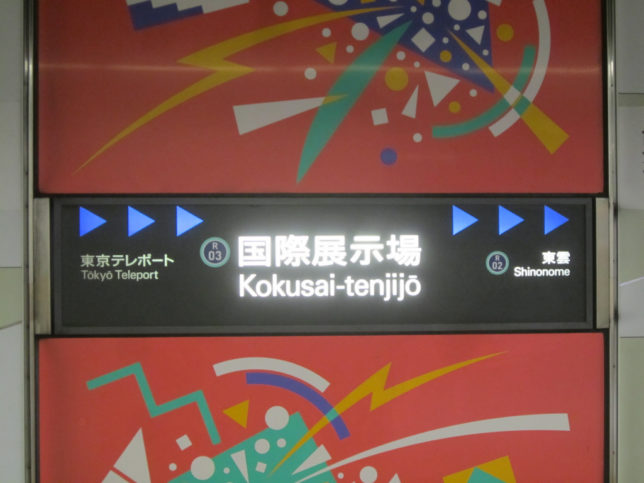 東京テレポート
Tōkyō Teleport
R
03
国際展示場
Kokusai-tenjijō
R
02
東雲
Shinonome